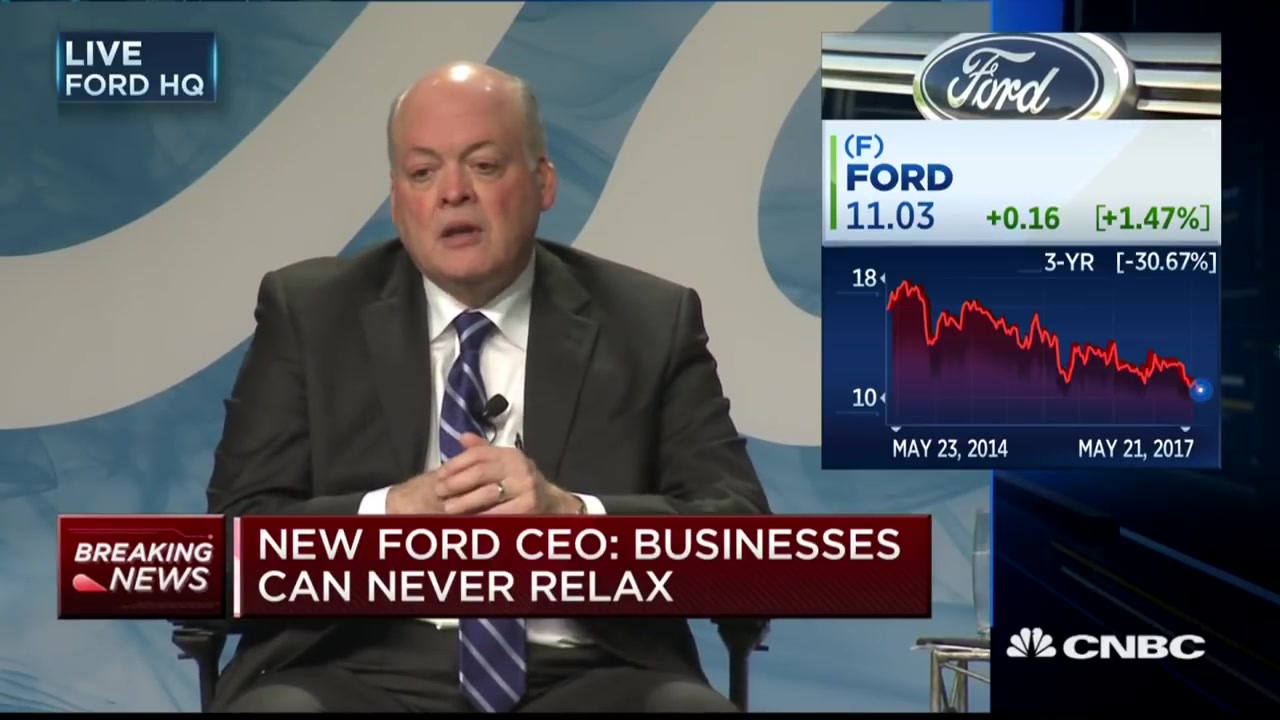 LIVE
FORD HQ
Ford
(F)
FORD
11.03 +0.16 [+1.47%]
3-YR [-30.67%]
18
10
MAY 23, 2014 MAY 21, 2017
BREAKING
NEWS
NEW FORD CEO: BUSINESSES
CAN NEVER RELAX
CNBC